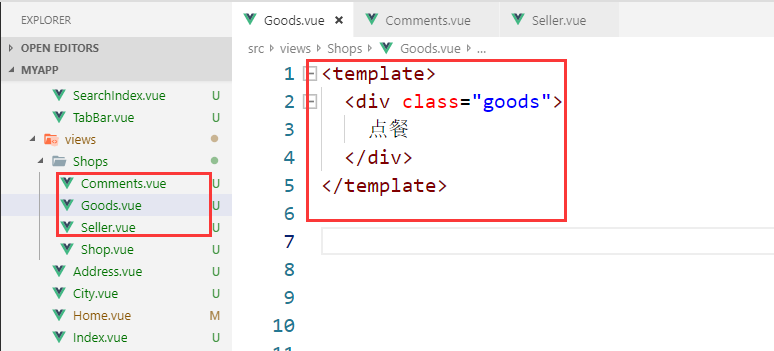 EXPLORER
OPEN EDITORS
MYAPP
SearchIndex.vue U
TabBar.vue U
views
Shops
Comments.vue U
Goods.vue U
Seller.vue U
Shop.vue U
Address.vue U
City.vue U
Home.vue M
Index.vue U
Goods.vue × Comments.vue Seller.vue
src › views › Shops › Goods.vue › ...
1 <template>
2 <div class="goods">
3 点餐
4 </div>
5 </template>
6
7
8
9
10
11